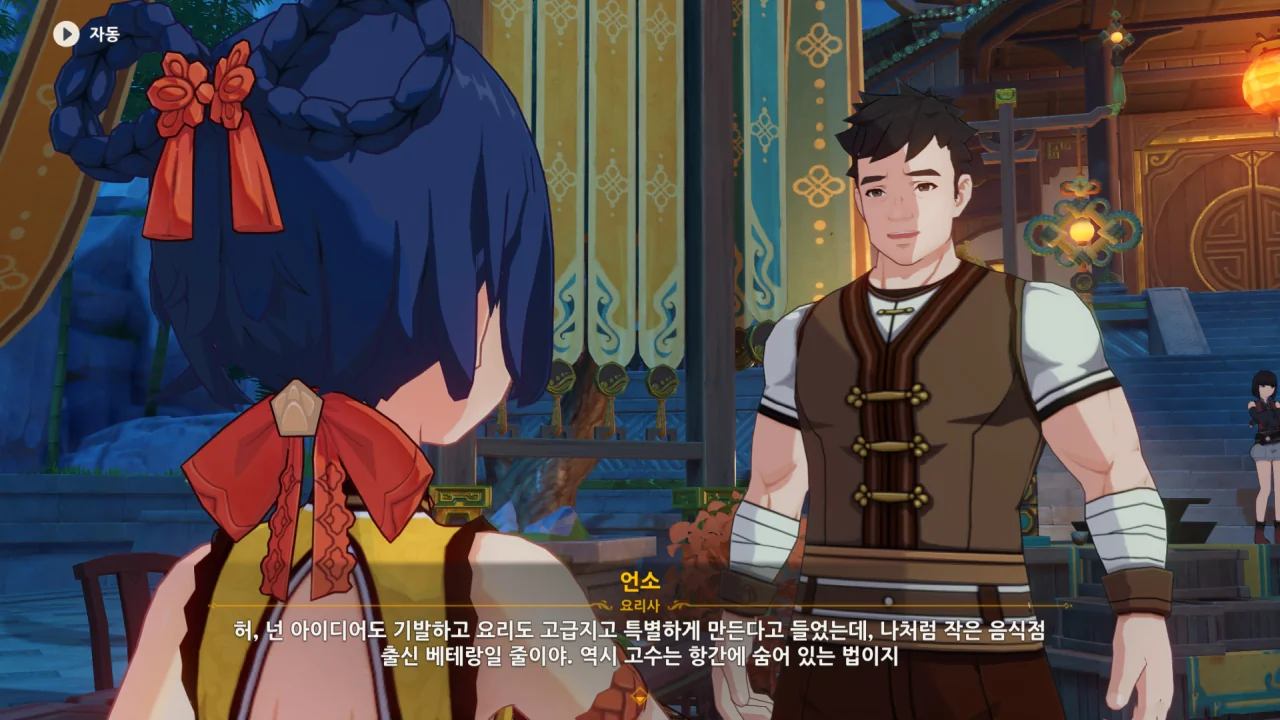 자동
언소
요리사
허, 넌 아이디어도 기발하고 요리도 고급지고 특별하게 만든다고 들었는데, 나처럼 작은 음식점
출신 베테랑일 줄이야. 역시 고수는 항간에 숨어 있는 법이지